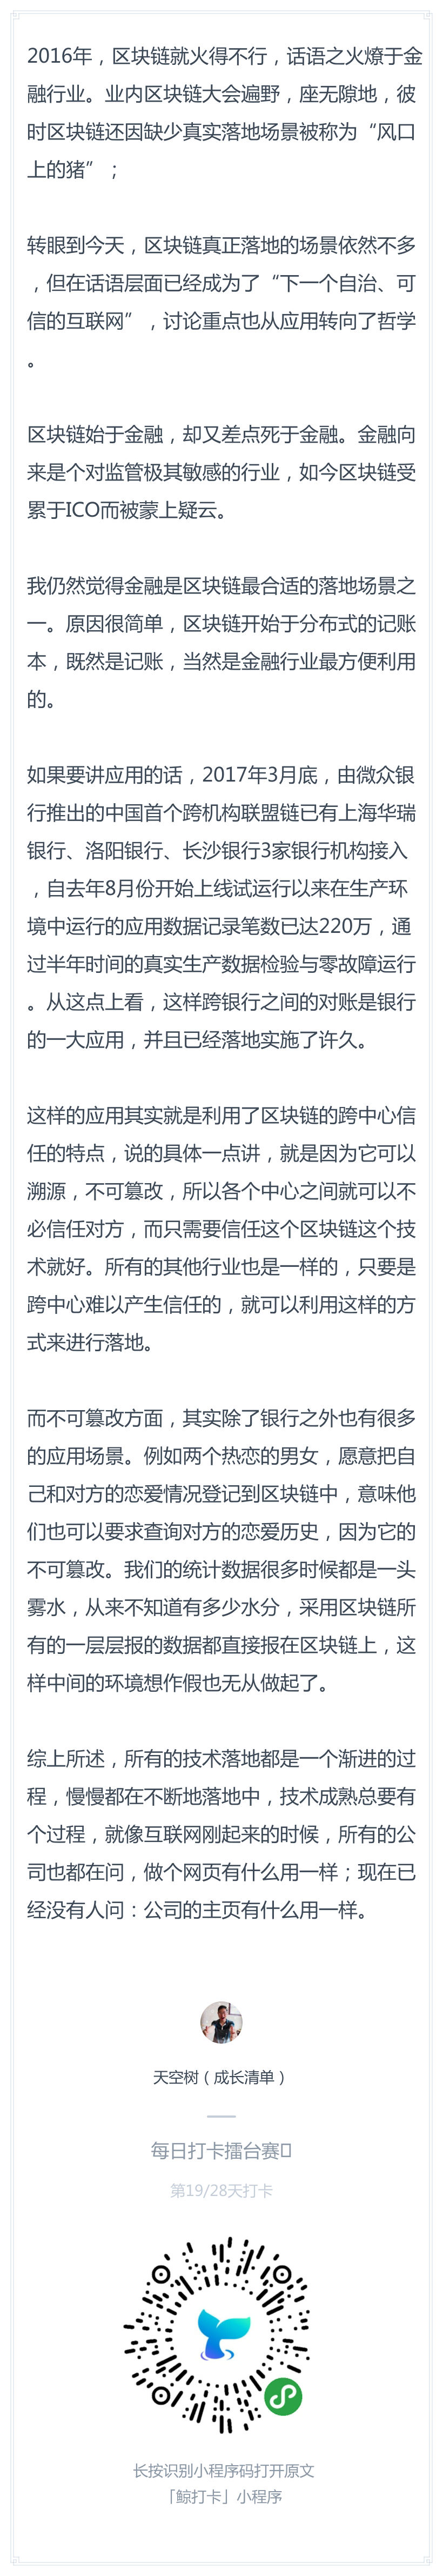 2016年，区块链就火得不行，话语之火燎于金
融行业。业内区块链大会遍野，座无隙地，彼
时区块链还因缺少真实落地场景被称为“风口
上的猪”；
转眼到今天，区块链真正落地的场景依然不多
，但在话语层面已经成为了“下一个自治、可
信的互联网”，讨论重点也从应用转向了哲学
。
区块链始于金融，却又差点死于金融。金融向
来是个对监管极其敏感的行业，如今区块链受
累于ICO而被蒙上疑云。
我仍然觉得金融是区块链最合适的落地场景之
一。原因很简单，区块链开始于分布式的记账
本，既然是记账，当然是金融行业最方便利用
的。
如果要讲应用的话，2017年3月底，由微众银
行推出的中国首个跨机构联盟链已有上海华瑞
银行、洛阳银行、长沙银行3家银行机构接入
，自去年8月份开始上线试运行以来在生产环
境中运行的应用数据记录笔数已达220万，通
过半年时间的真实生产数据检验与零故障运行
。从这点上看，这样跨银行之间的对账是银行
的一大应用，并且已经落地实施了许久。
这样的应用其实就是利用了区块链的跨中心信
任的特点，说的具体一点讲，就是因为它可以
溯源，不可篡改，所以各个中心之间就可以不
必信任对方，而只需要信任这个区块链这个技
术就好。所有的其他行业也是一样的，只要是
跨中心难以产生信任的，就可以利用这样的方
式来进行落地。
而不可篡改方面，其实除了银行之外也有很多
的应用场景。例如两个热恋的男女，愿意把自
己和对方的恋爱情况登记到区块链中，意味他
们也可以要求查询对方的恋爱历史，因为它的
不可篡改。我们的统计数据很多时候都是一头
雾水，从来不知道有多少水分，采用区块链所
有的一层层报的数据都直接报在区块链上，这
样中间的环境想作假也无从做起了。
综上所述，所有的技术落地都是一个渐进的过
程，慢慢都在不断地落地中，技术成熟总要有
个过程，就像互联网刚起来的时候，所有的公
司也都在问，做个网页有什么用一样；现在已
经没有人问：公司的主页有什么用一样。
天空树（成长清单）
每日打卡擂台赛
第19/28天打卡
长按识别小程序码打开原文
「鲸打卡」小程序